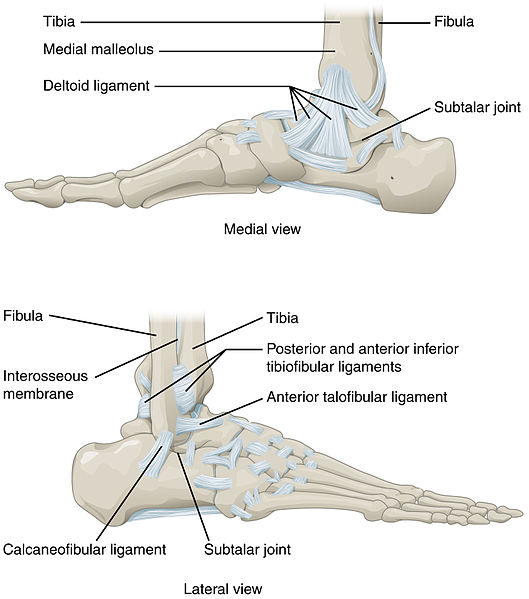 Tibia
Fibula
Medial malleolus
Deltoid ligament
Subtalar joint
Medial view
Fibula
Tibia
Posterior and anterior inferior
tibiofibular ligaments
Interosseous
membrane
Anterior talofibular ligament
Calcaneofibular ligament
Subtalar joint
Lateral view